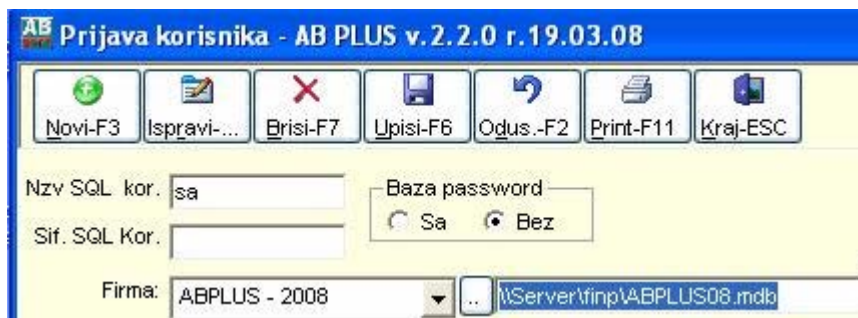 AB Prijava korisnika - AB PLUS v.2.2.0 r.19.03.08
Novi-F3 Ispravi-... Brisi-F7 Upisi-F6 Odus.-F2 Print-F11 Kraj-ESC
Nzv SQL kor. sa Baza password
Sa Bez
Sif. SQL Kor.
Firma: ABPLUS - 2008 .. \\Server\finp\ABPLUS08.mdb